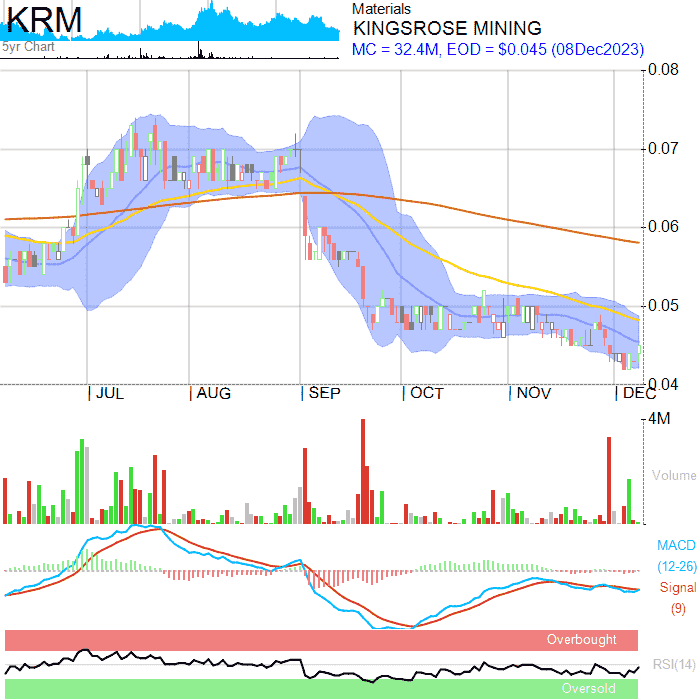 KRM
Materials
KINGSROSE MINING
5yr Chart
MC = 32.4M, EOD = $0.045 (08Dec2023)
0.08
0.07
0.06
0.05
0.04
JUL AUG SEP OCT NOV DEC
4M
Volume
MACD
(12-26)
Signal
(9)
Overbought
RSI(14)
Oversold